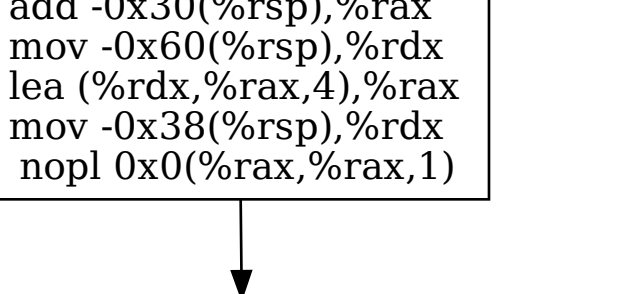 add -0x30(%rsp),%rax
mov -0x60(%rsp),%rdx
lea (%rdx,%rax,4),%rax
mov -0x38(%rsp),%rdx
nopl 0x0(%rax,%rax,1)